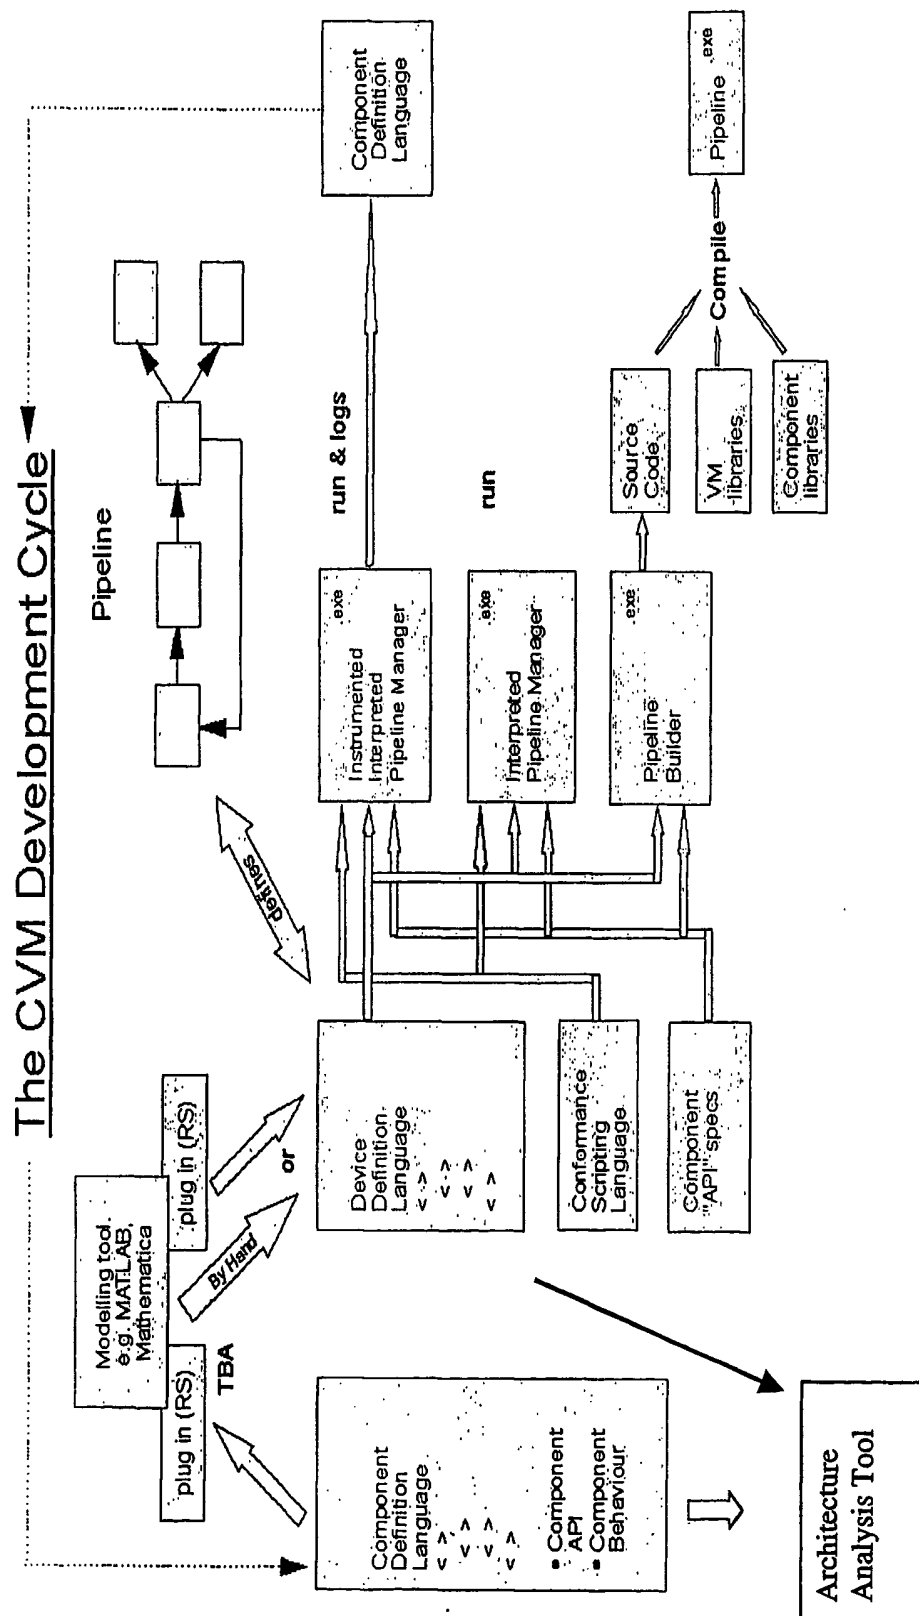 The CVM Development Cycle
Modelling tool.
e.g. MATLAB,
Mathematica
plug in (RS)
plug in (RS)
TBA
By Hand
or
defines
Pipeline
Component
Definition
Language
< >
< >
< >
< >
• Component
API
• Component
Behaviour
Device
Definition
Language
< >
< >
< >
< >
Conformance
Scripting
Language
Component
"API" specs
Instrumented
Interpreted
Pipeline Manager
.exe
Interpreted
Pipeline Manager
.exe
Pipeline
Builder
.exe
run & logs
run
Component
Definition
Language
Source
Code
VM
-libraries
Component
libraries
Compile
Pipeline .exe
Architecture
Analysis Tool